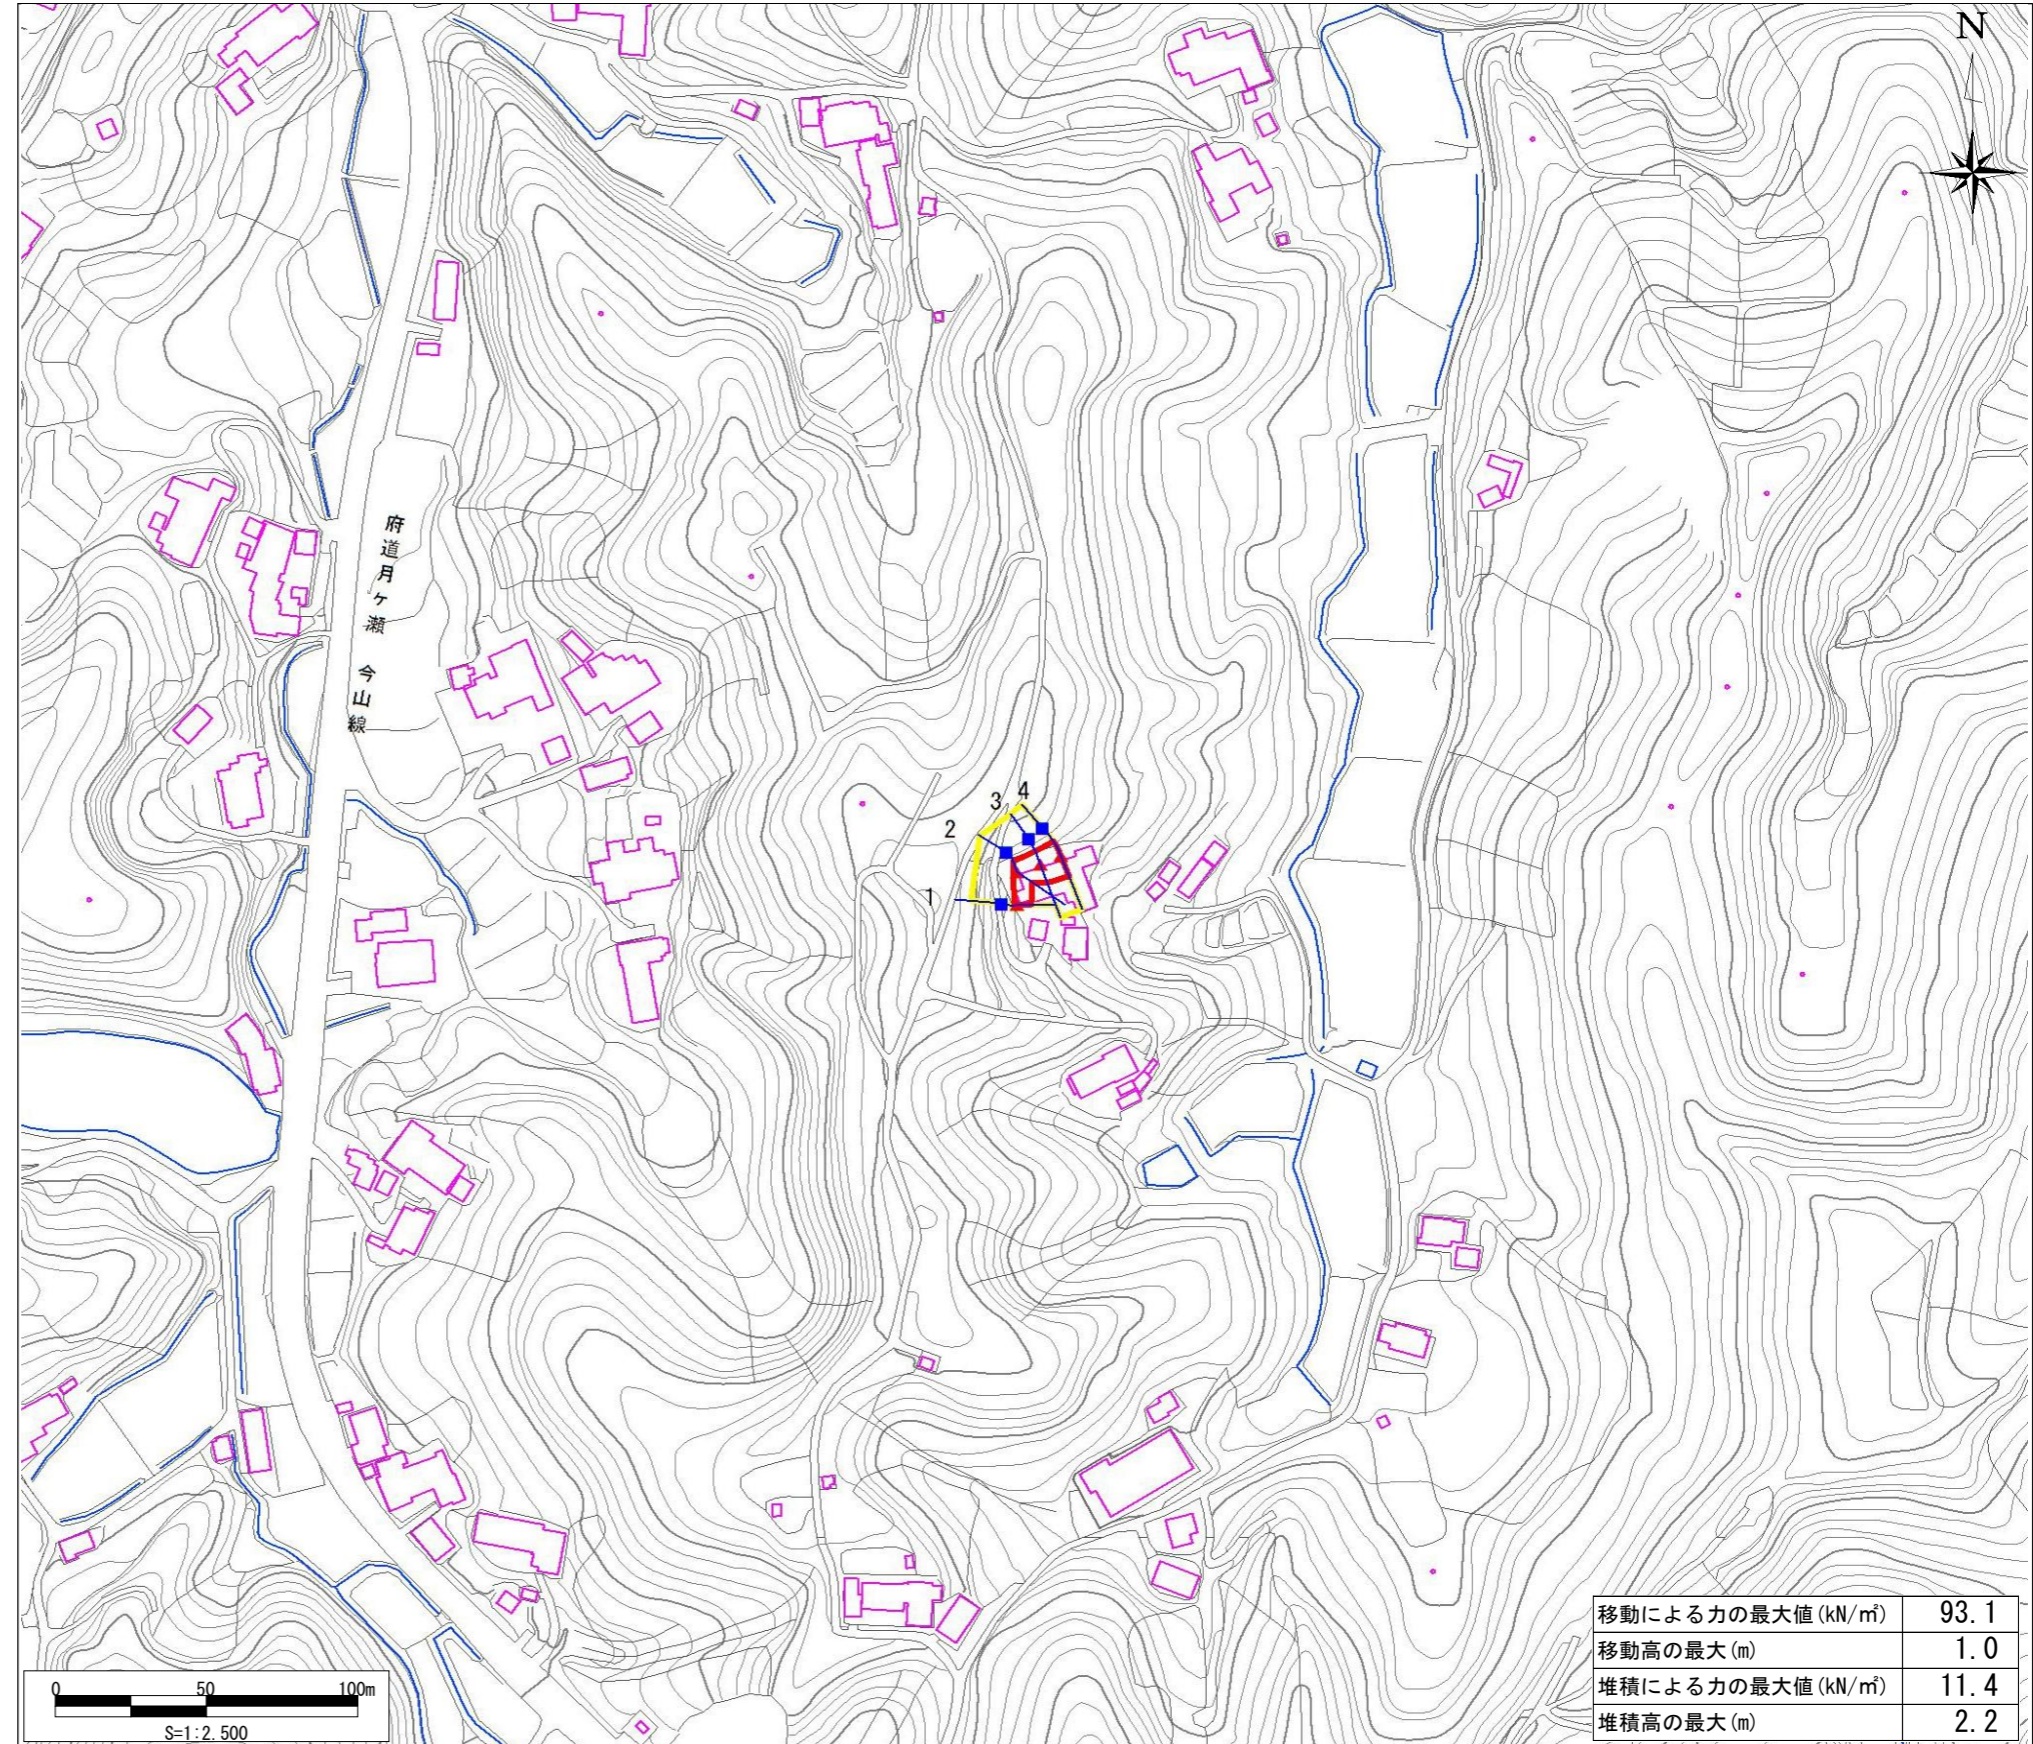 N
府道月ヶ瀬 今山線
4
3
2
1
移動による力の最大値(kN/㎡) 93.1
移動高の最大(m) 1.0
堆積による力の最大値(kN/㎡) 11.4
堆積高の最大(m) 2.2
0 50 100m
S=1:2.500